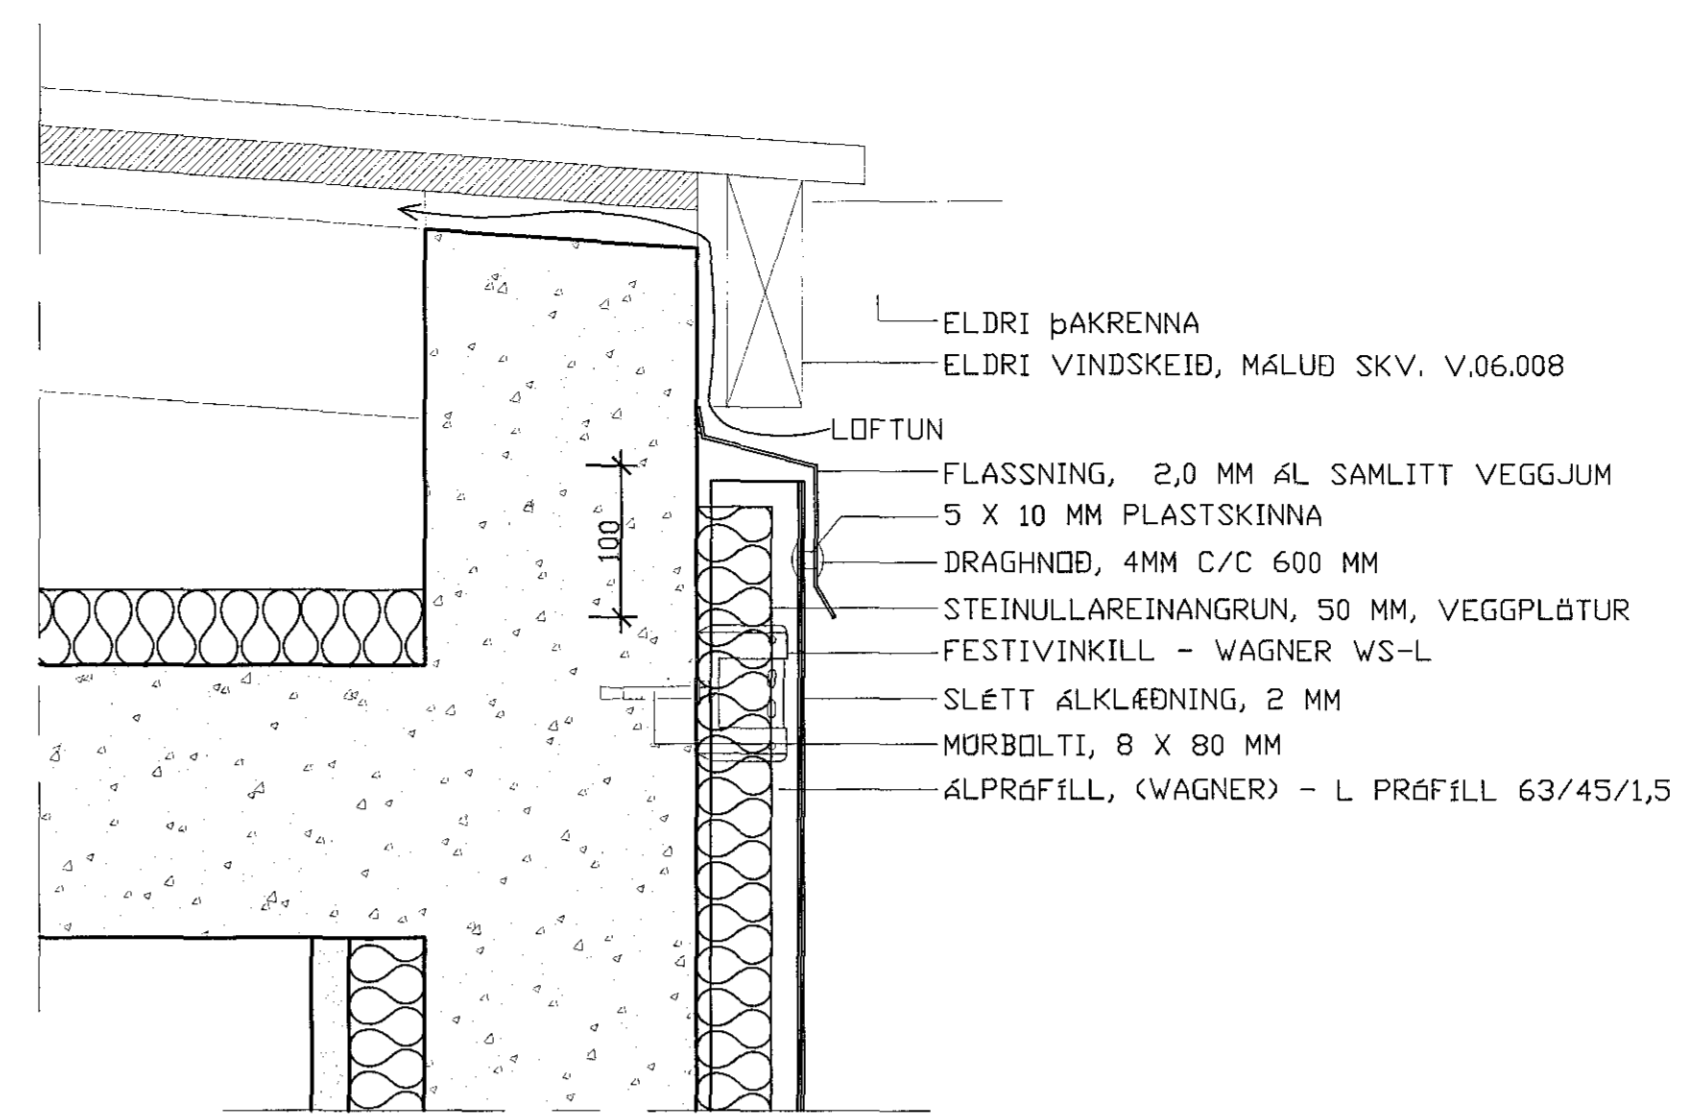 ELDRI ÞAKRENNA
ELDRI VINDSKEIÐ, MÁLUÐ SKV. V.06.008
LOFTUN
FLASSNING, 2,0 MM ÁL SAMLITT VEGGJUM
5 X 10 MM PLASTSKINNA
100
DRAGHNOÐ, 4MM C/C 600 MM
STEINULLAREINANGRUN, 50 MM, VEGGPLÖTUR
FESTIVINKILL - WAGNER WS-L
SLÉTT ÁLKLÆÐNING, 2 MM
MÚRBOLTI, 8 X 80 MM
ÁLPRÓFÍLL, (WAGNER) - L PRÓFÍLL 63/45/1,5